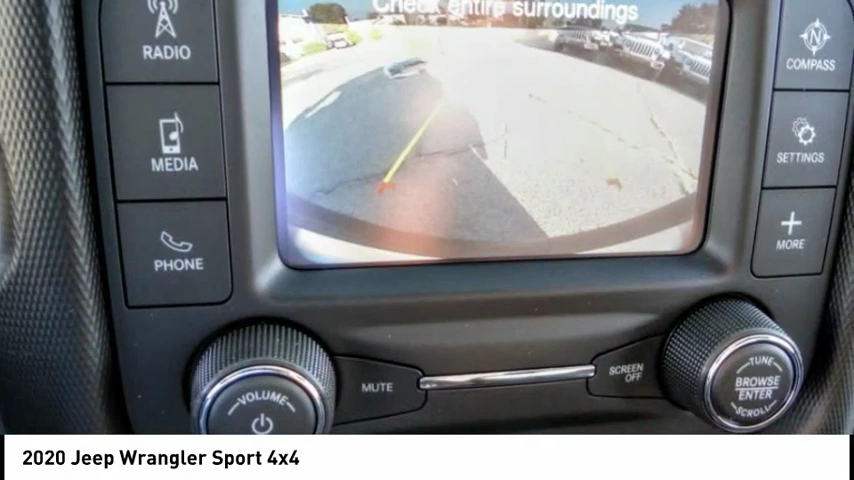 Check entire surroundings
RADIO
N
COMPASS
MEDIA
SETTINGS
PHONE
MORE
MUTE
SCREEN
OFF
VOLUME
TUNE
BROWSE
ENTER
SCROLL
2020 Jeep Wrangler Sport 4x4